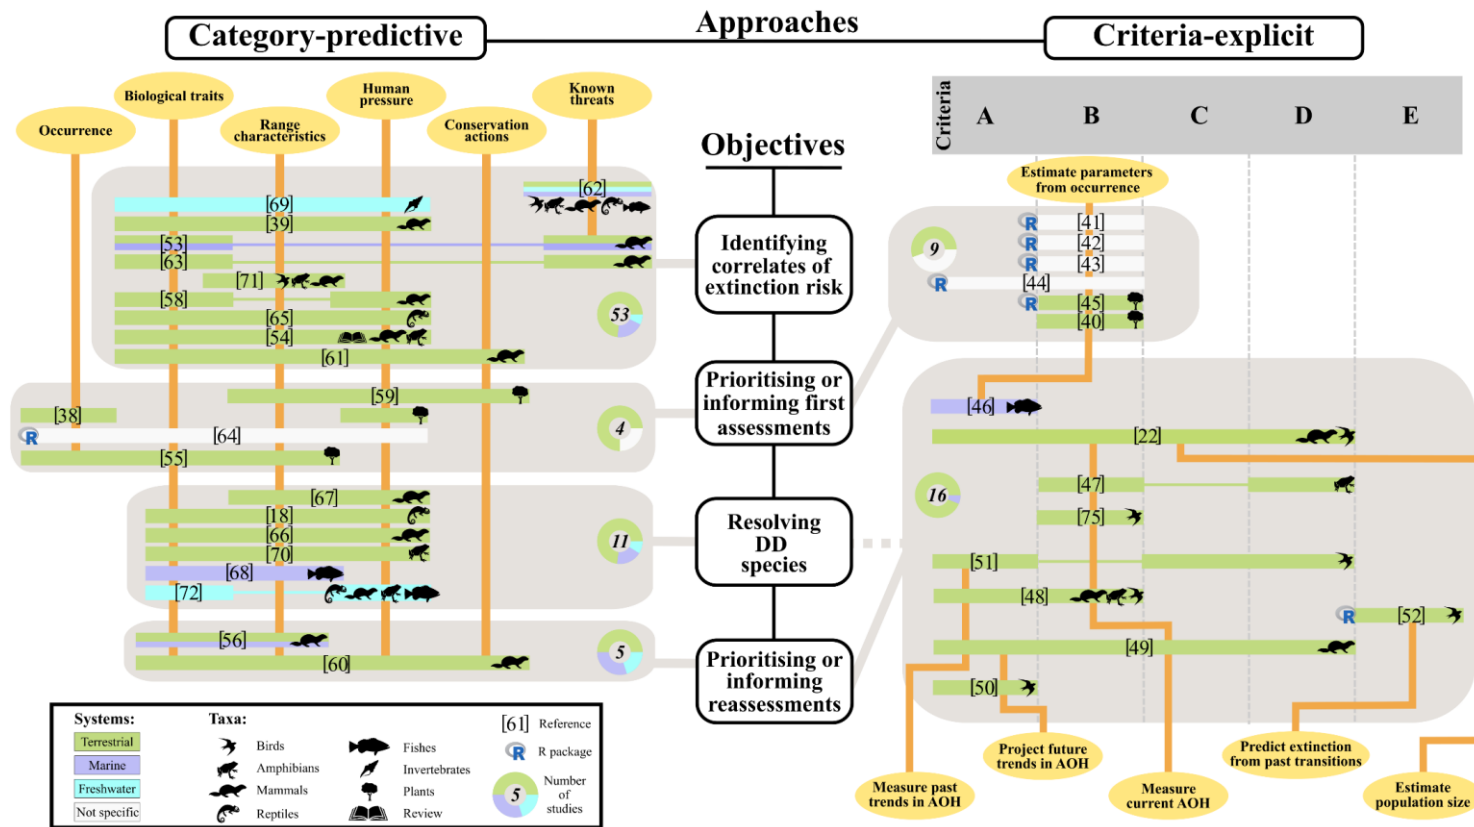 Approaches
Category-predictive
Criteria-explicit
Occurrence
Biological traits
Range
characteristics
Human
pressure
Conservation
actions
Known
threats
Objectives
Identifying
correlates of
extinction risk
Prioritising or
informing first
assessments
Resolving
DD
species
Prioritising or
informing
reassessments
[62]
[69]
[39]
[53]
[63]
[71]
[58]
[65]
[54]
[61]
53
[59]
[38]
[64]
R
[55]
4
[67]
[18]
[66]
[70]
[68]
[72]
11
[56]
[60]
5
Criteria
A
B
C
D
E
Estimate parameters
from occurrence
9
R
[41]
R
[42]
R
[43]
R
[44]
R
[45]
[40]
[46]
[22]
[47]
16
[75]
[51]
[48]
R
[52]
[49]
[50]
Measure past
trends in AOH
Project future
trends in AOH
Measure
current AOH
Predict extinction
from past transitions
Estimate
population size
Systems:
Terrestrial
Marine
Freshwater
Not specific
Taxa:
Birds
Amphibians
Mammals
Reptiles
Fishes
Invertebrates
Plants
Review
[61] Reference
R R package
5 Number
of
studies